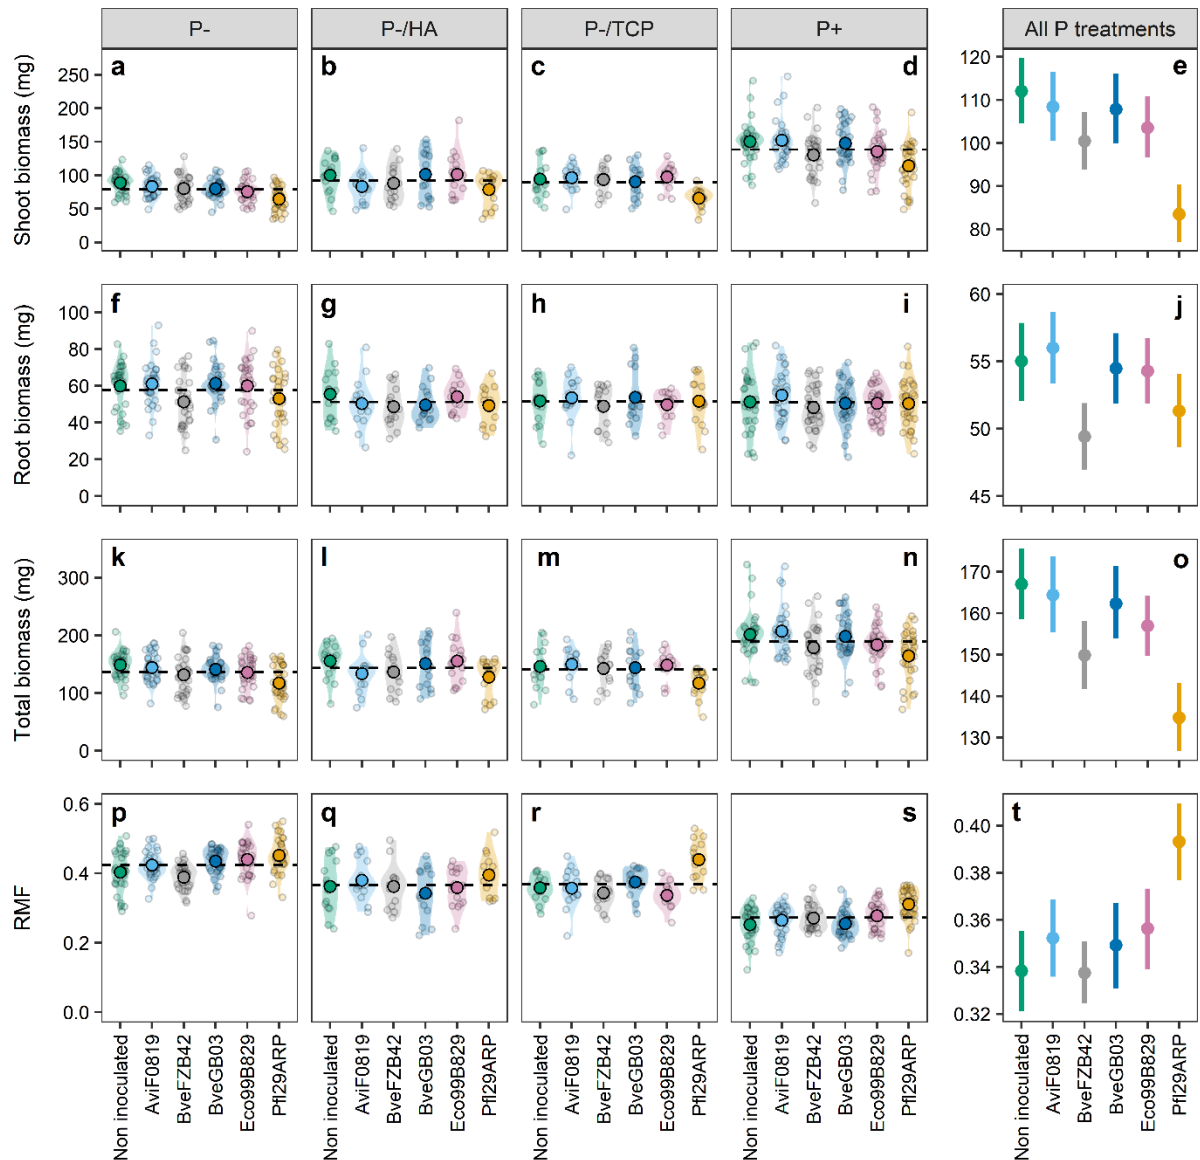 P-
P-/HA
P-/TCP
P+
All P treatments
Shoot biomass (mg)
250
200
150
100
50
0
a
b
c
d
120
110
100
90
80
e
Root biomass (mg)
100
80
60
40
20
0
f
g
h
i
60
55
50
45
j
Total biomass (mg)
300
200
100
0
k
l
m
n
170
160
150
140
130
o
RMF
0.6
0.4
0.2
0.0
p
q
r
s
0.40
0.38
0.36
0.34
0.32
t
Non inoculated
AviF0819
BveFZB42
BveGB03
Eco99B829
Pfl29ARP
Non inoculated
AviF0819
BveFZB42
BveGB03
Eco99B829
Pfl29ARP
Non inoculated
AviF0819
BveFZB42
BveGB03
Eco99B829
Pfl29ARP
Non inoculated
AviF0819
BveFZB42
BveGB03
Eco99B829
Pfl29ARP
Non inoculated
AviF0819
BveFZB42
BveGB03
Eco99B829
Pfl29ARP